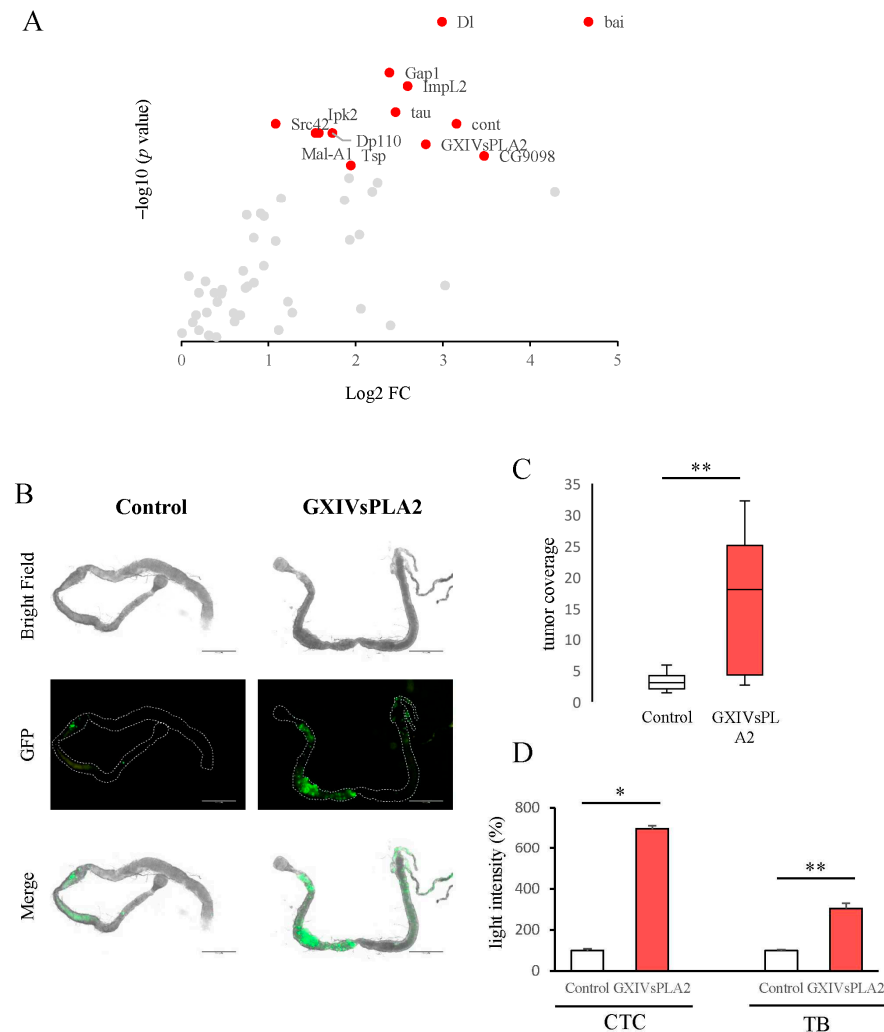 A
Dl
bai
Gap1
ImpL2
tau
Src42
Ipk2
cont
Dp110
GXIVsPLA2
Mal-A1
Tsp
CG9098
−log10 (p value)
0 1 2 3 4 5
Log2 FC
B
Control
GXIVsPLA2
Bright Field
GFP
Merge
C
**
tumor coverage
35
30
25
20
15
10
5
0
Control
GXIVsPL
A2
D
*
**
light intensity (%)
800
600
400
200
0
Control GXIVsPLA2
Control GXIVsPLA2
CTC
TB